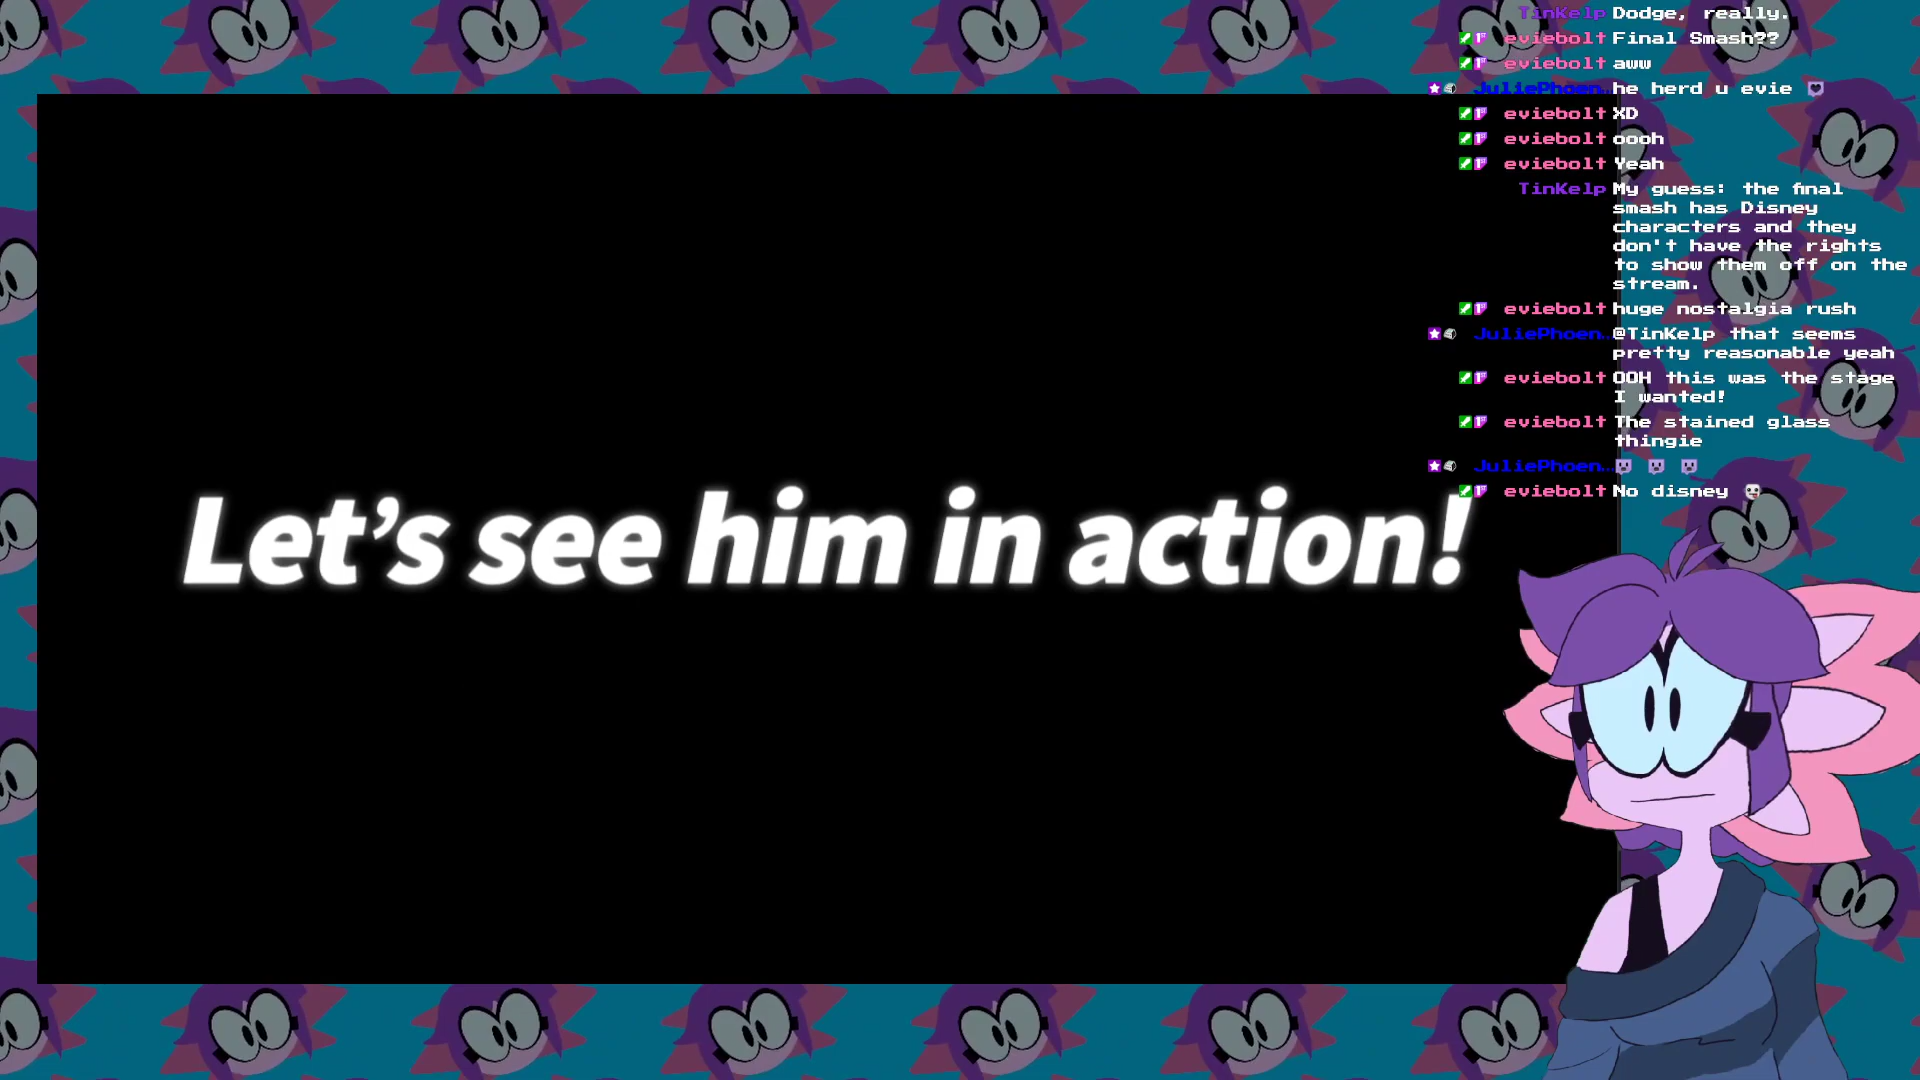 TinKelp Dodge, really.
eviebolt Final Smash??
eviebolt aww
JuliePhoen… he herd u evie
eviebolt XD
eviebolt oooh
eviebolt Yeah
TinKelp My guess: the final
smash has Disney
characters and they
don't have the rights
to show them off on the
stream.
eviebolt huge nostalgia rush
JuliePhoen… @TinKelp that seems
pretty reasonable yeah
eviebolt OOH this was the stage
I wanted!
eviebolt The stained glass
thingie
JuliePhoen…
eviebolt No disney
Let's see him in action!